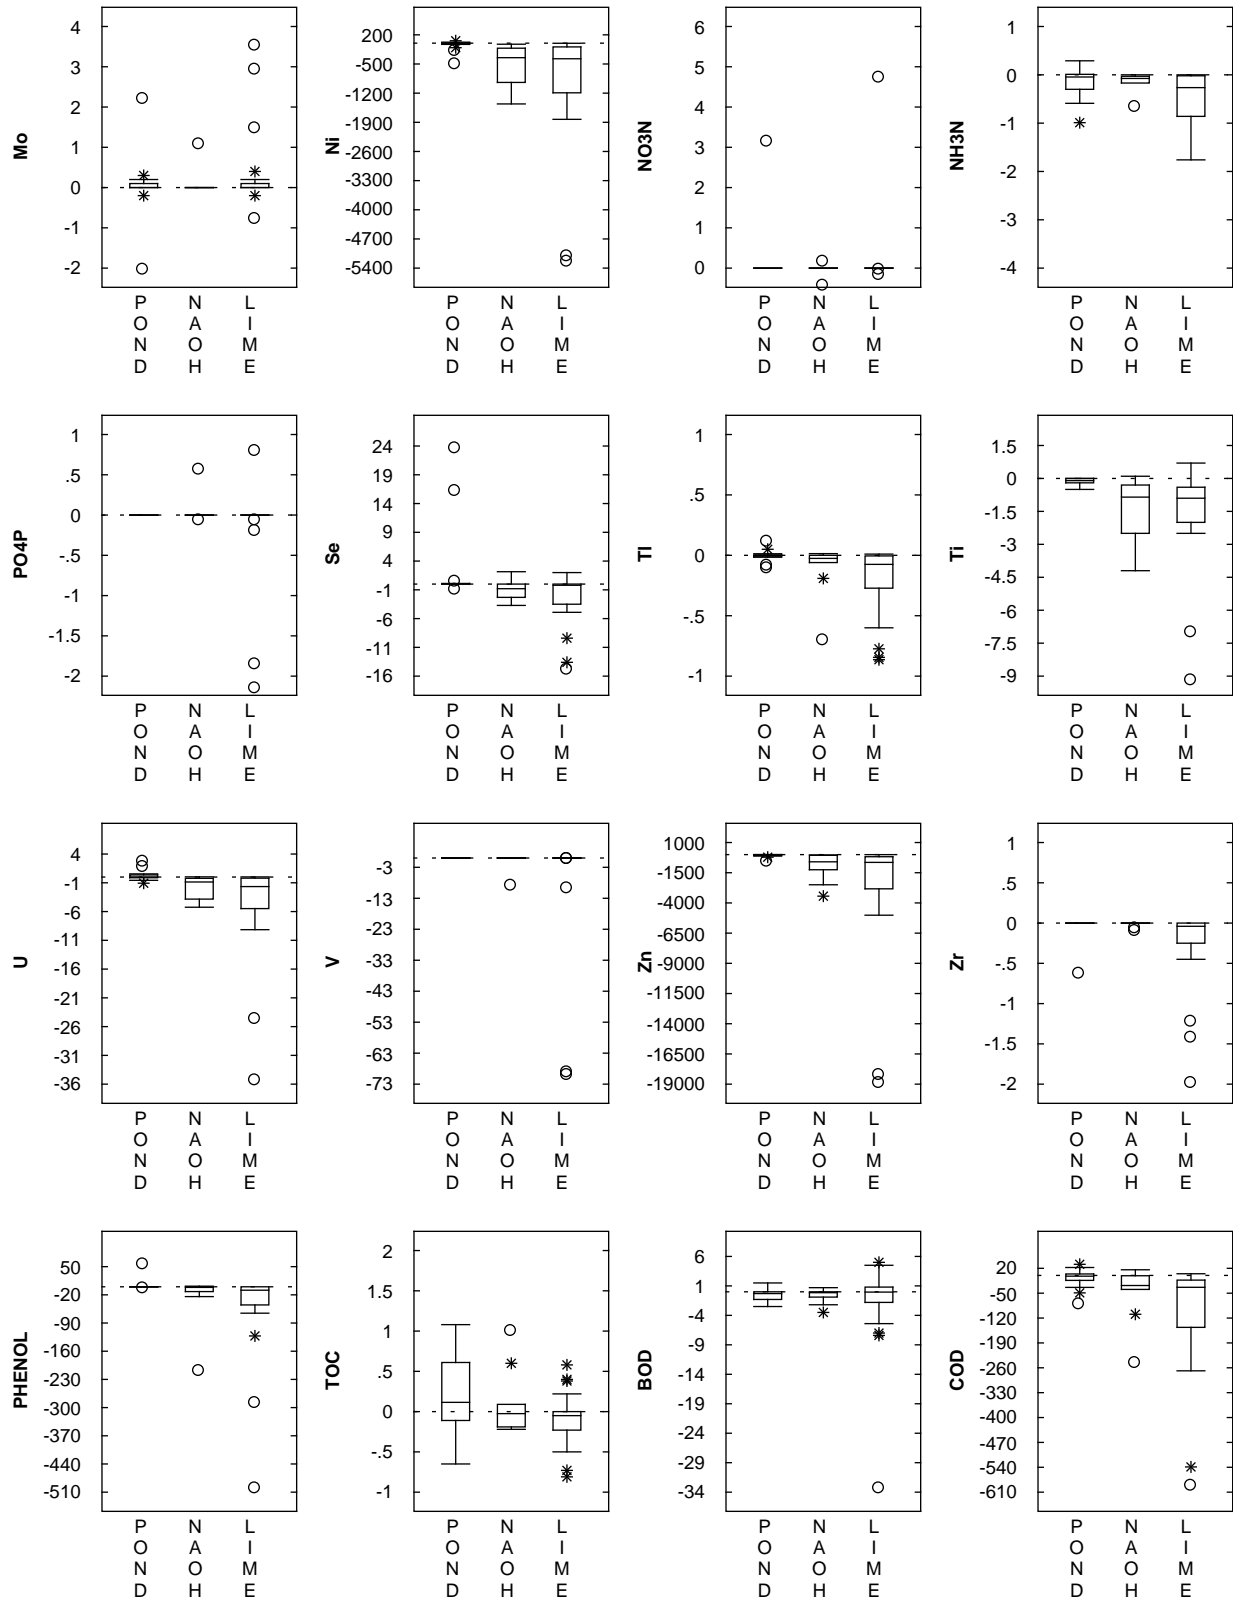 Mo
4
3
2
1
0
-1
-2
P
O
N
D
N
A
O
H
L
I
M
E
Ni
200
-500
-1200
-1900
-2600
-3300
-4000
-4700
-5400
P
O
N
D
N
A
O
H
L
I
M
E
NO3N
6
5
4
3
2
1
0
P
O
N
D
N
A
O
H
L
I
M
E
NH3N
1
0
-1
-2
-3
-4
P
O
N
D
N
A
O
H
L
I
M
E
PO4P
1
.5
0
-.5
-1
-1.5
-2
P
O
N
D
N
A
O
H
L
I
M
E
Se
24
19
14
9
4
-1
-6
-11
-16
P
O
N
D
N
A
O
H
L
I
M
E
Tl
1
.5
0
-.5
-1
P
O
N
D
N
A
O
H
L
I
M
E
Ti
1.5
0
-1.5
-3
-4.5
-6
-7.5
-9
P
O
N
D
N
A
O
H
L
I
M
E
U
4
-1
-6
-11
-16
-21
-26
-31
-36
P
O
N
D
N
A
O
H
L
I
M
E
V
-3
-13
-23
-33
-43
-53
-63
-73
P
O
N
D
N
A
O
H
L
I
M
E
Zn
1000
-1500
-4000
-6500
-9000
-11500
-14000
-16500
-19000
P
O
N
D
N
A
O
H
L
I
M
E
Zr
1
.5
0
-.5
-1
-1.5
-2
P
O
N
D
N
A
O
H
L
I
M
E
PHENOL
50
-20
-90
-160
-230
-300
-370
-440
-510
P
O
N
D
N
A
O
H
L
I
M
E
TOC
2
1
.5
0
-.5
-1
P
O
N
D
N
A
O
H
L
I
M
E
BOD
6
1
-4
-9
-14
-19
-24
-29
-34
P
O
N
D
N
A
O
H
L
I
M
E
COD
20
-50
-120
-190
-260
-330
-400
-470
-540
-610
P
O
N
D
N
A
O
H
L
I
M
E